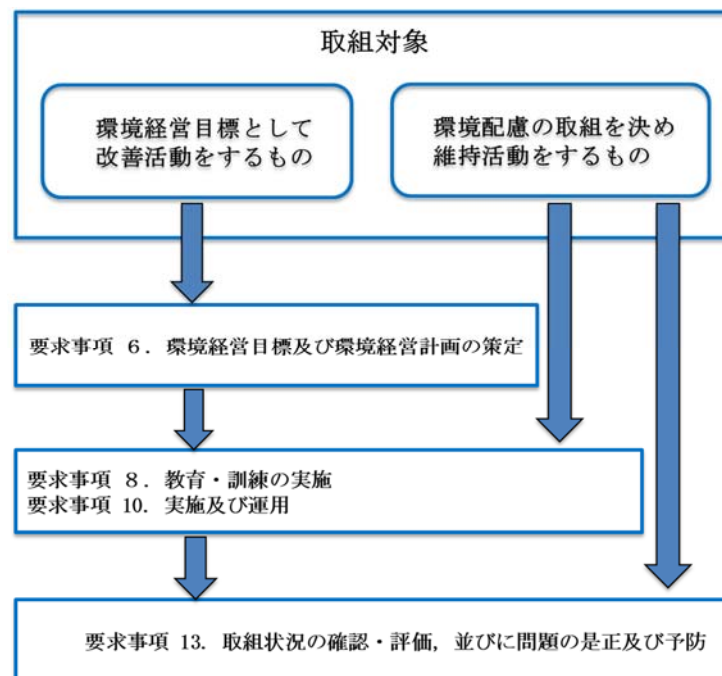 取組対象
環境経営目標として
改善活動をするもの
環境配慮の取組を決め
維持活動をするもの
要求事項 6．環境経営目標及び環境経営計画の策定
要求事項 8．教育・訓練の実施
要求事項 10. 実施及び運用
要求事項 13. 取組状況の確認・評価，並びに問題の是正及び予防